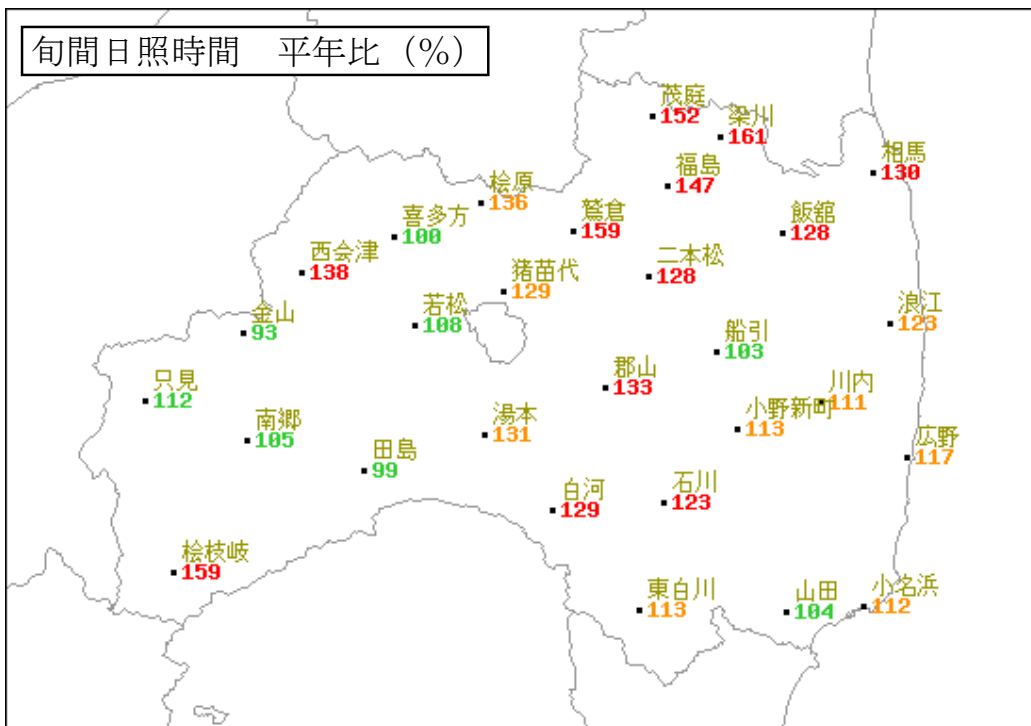 旬間日照時間　平年比（%）
茂庭
152
梁川
161
福島
147
相馬
130
桧原
136
鷲倉
159
飯舘
128
喜多方
100
西会津
138
猪苗代
129
二本松
128
金山
93
若松
108
浪江
123
船引
103
只見
112
郡山
133
川内
111
南郷
105
湯本
131
小野新町
113
田島
99
広野
117
白河
129
石川
123
桧枝岐
159
東白川
113
山田
104
小名浜
112